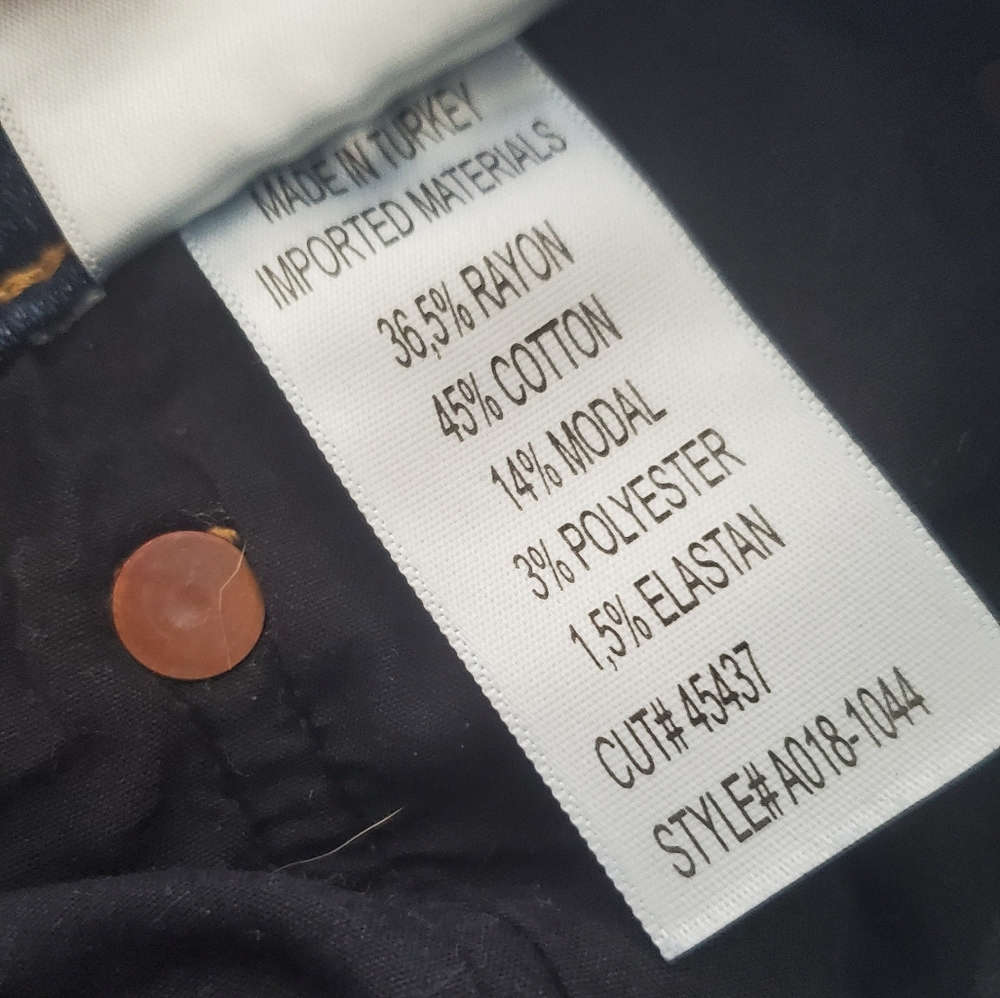 MADE IN TURKEY
IMPORTED MATERIALS
36,5% RAYON
45% COTTON
14% MODAL
3% POLYESTER
1,5% ELASTAN
CUT# 45437
STYLE# A018-1044